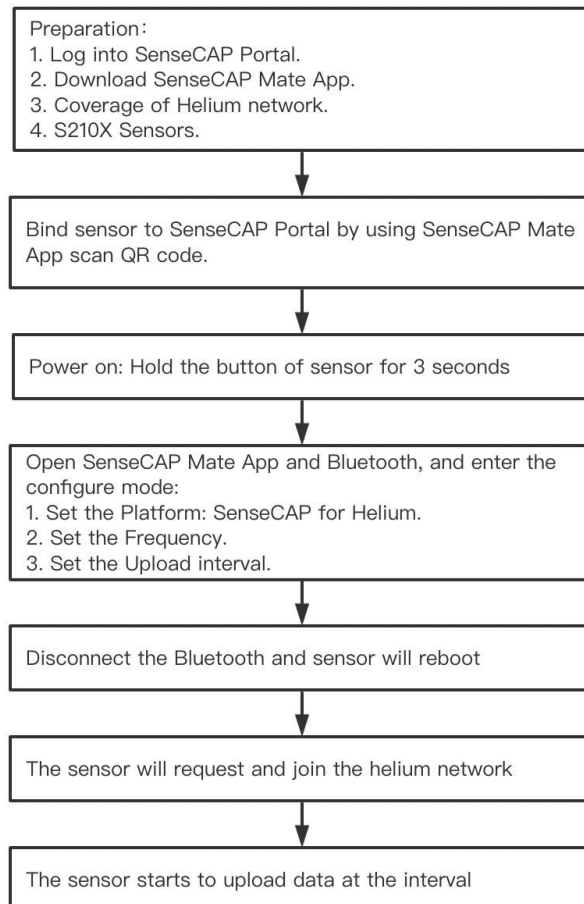 Preparation：
1. Log into SenseCAP Portal.
2. Download SenseCAP Mate App.
3. Coverage of Helium network.
4. S210X Sensors.
Bind sensor to SenseCAP Portal by using SenseCAP Mate
App scan QR code.
Power on: Hold the button of sensor for 3 seconds
Open SenseCAP Mate App and Bluetooth, and enter the
configure mode:
1. Set the Platform: SenseCAP for Helium.
2. Set the Frequency.
3. Set the Upload interval.
Disconnect the Bluetooth and sensor will reboot
The sensor will request and join the helium network
The sensor starts to upload data at the interval